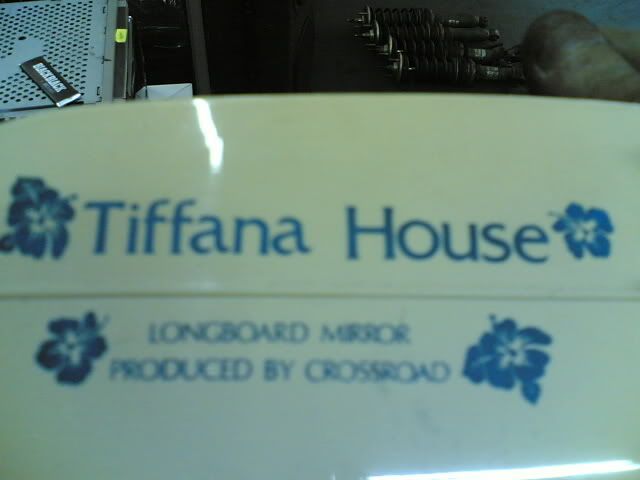 Tiffana House
LONGBOARD MIRROR
PRODUCED BY CROSSROAD